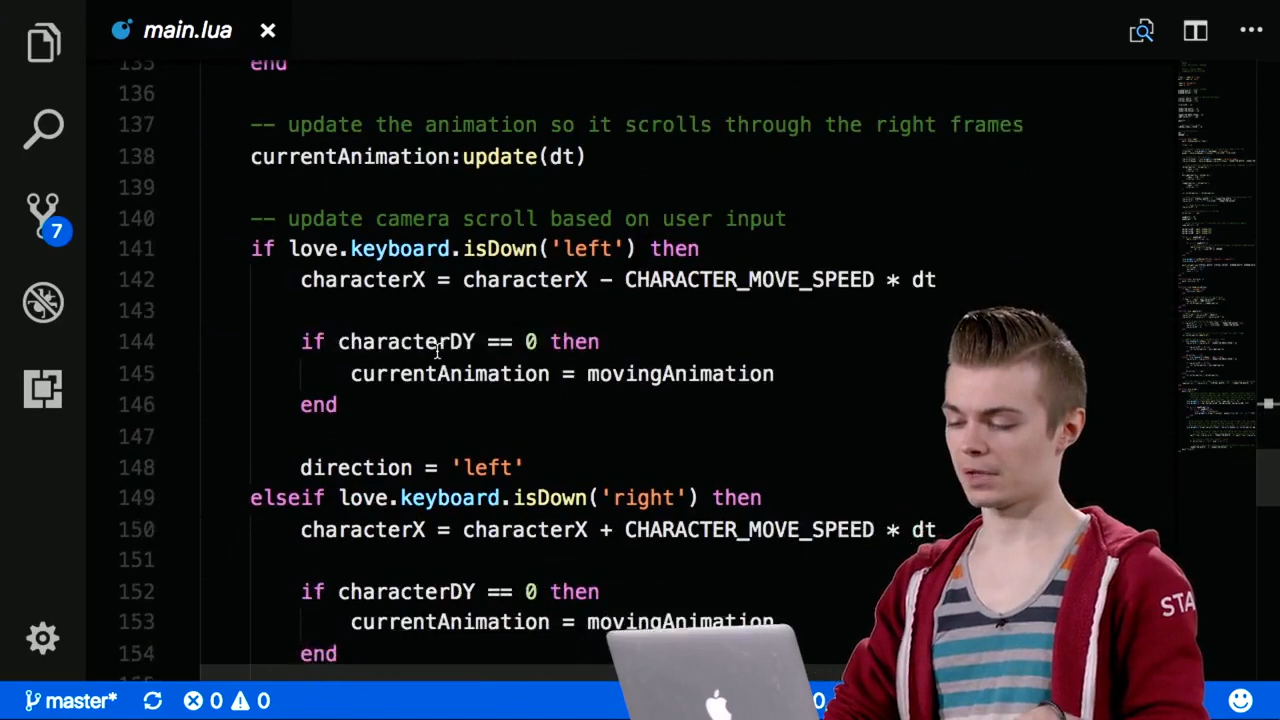 main.lua
135 end
136
137 -- update the animation so it scrolls through the right frames
138 currentAnimation:update(dt)
139
140 -- update camera scroll based on user input
141 if love.keyboard.isDown('left') then
142 characterX = characterX - CHARACTER_MOVE_SPEED * dt
143
144 if characterDY == 0 then
145 currentAnimation = movingAnimation
146 end
147
148 direction = 'left'
149 elseif love.keyboard.isDown('right') then
150 characterX = characterX + CHARACTER_MOVE_SPEED * dt
151
152 if characterDY == 0 then
153 currentAnimation = movingAnimation
154 end
7
STA
master* 0 0